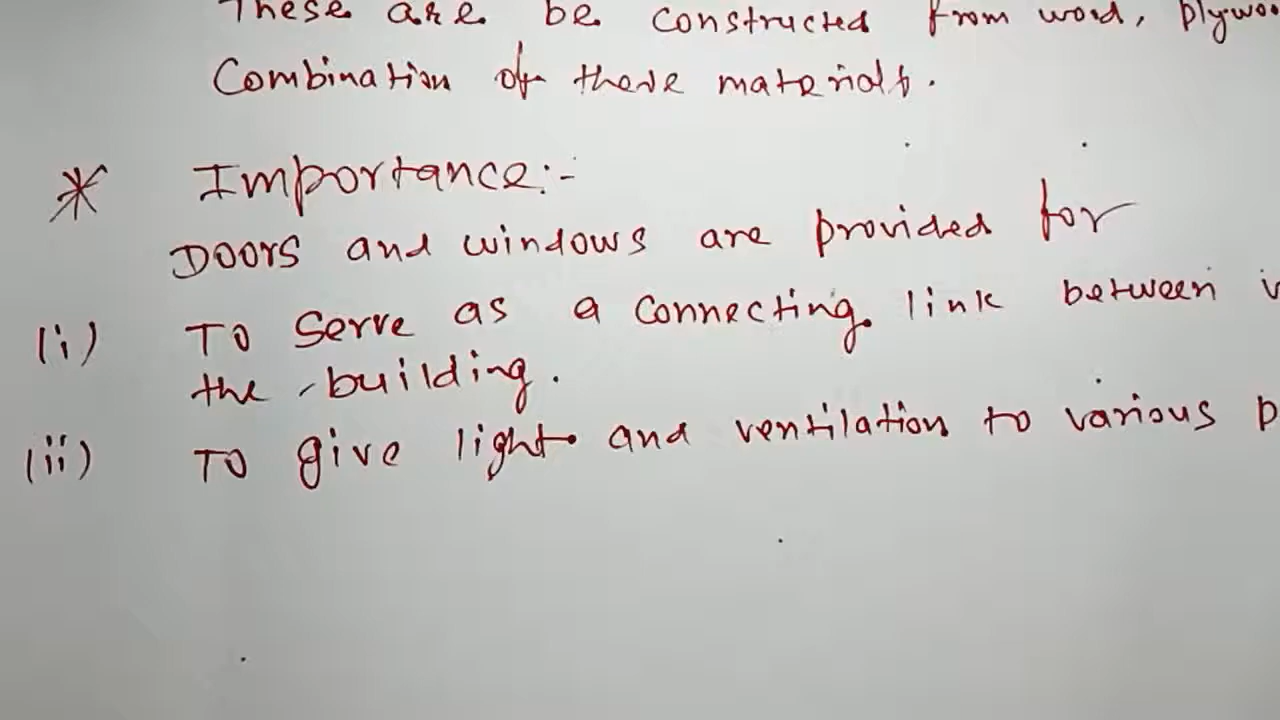 These are be constructed from wood, plywoo
Combination of these materials.
* Importance:-
Doors and windows are provided for
(i) To Serve as a connecting link between i
the building.
(ii) To give light and ventilation to various p